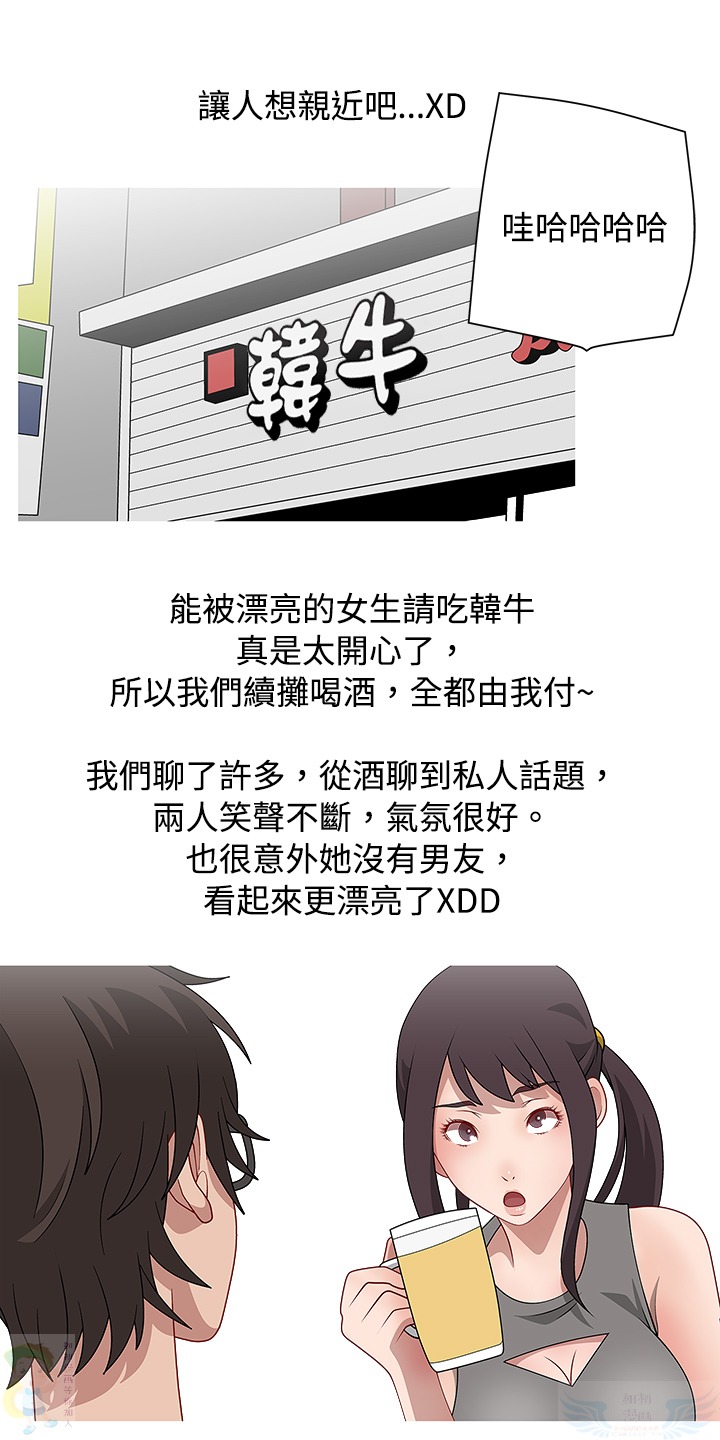 讓人想親近吧...XD
哇哈哈哈哈
韓牛
能被漂亮的女生請吃韓牛
真是太開心了，
所以我們續攤喝酒，全都由我付~
我們聊了許多，從酒聊到私人話題，
兩人笑聲不斷，氣氛很好。
也很意外她沒有男友，
看起來更漂亮了XDD